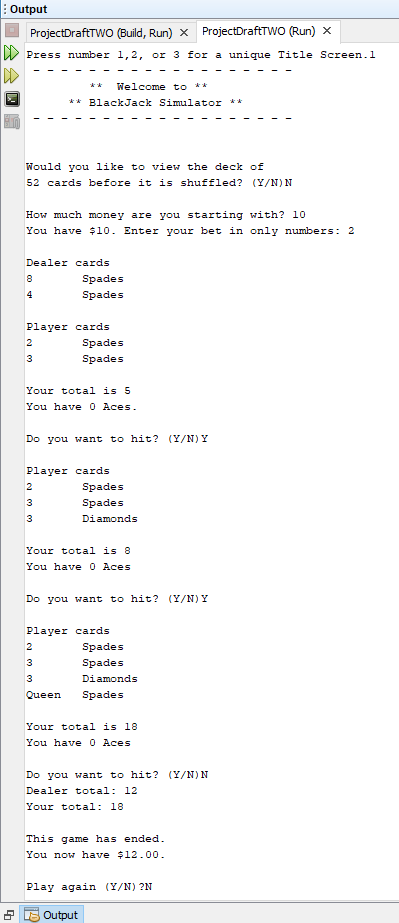 Output
ProjectDraftTWO (Build, Run) × ProjectDraftTWO (Run) ×
Press number 1,2, or 3 for a unique Title Screen.1
- - - - - - - - - - - - - - - - - - -
** Welcome to **
** BlackJack Simulator **
- - - - - - - - - - - - - - - - - - -
Would you like to view the deck of
52 cards before it is shuffled? (Y/N)N
How much money are you starting with? 10
You have $10. Enter your bet in only numbers: 2
Dealer cards
8 Spades
4 Spades
Player cards
2 Spades
3 Spades
Your total is 5
You have 0 Aces.
Do you want to hit? (Y/N)Y
Player cards
2 Spades
3 Spades
3 Diamonds
Your total is 8
You have 0 Aces
Do you want to hit? (Y/N)Y
Player cards
2 Spades
3 Spades
3 Diamonds
Queen Spades
Your total is 18
You have 0 Aces
Do you want to hit? (Y/N)N
Dealer total: 12
Your total: 18
This game has ended.
You now have $12.00.
Play again (Y/N)?N
Output